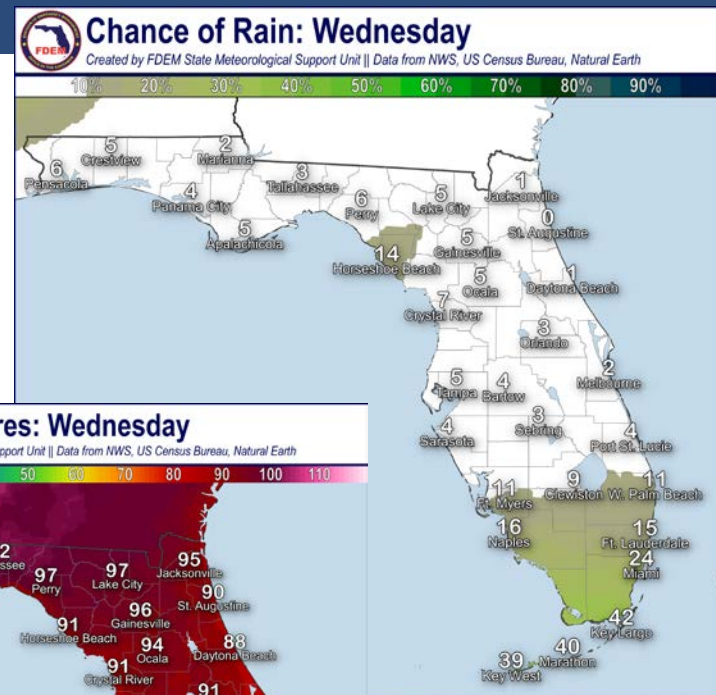 FDEM
Chance of Rain: Wednesday
Created by FDEM State Meteorological Support Unit || Data from NWS, US Census Bureau, Natural Earth
10% 20% 30% 40% 50% 60% 70% 80% 90%
5
Crestview
2
Marianna
6
Pensacola
4
Panama City
3
Tallahassee
5
Apalachicola
6
Perry
5
Lake City
1
Jacksonville
0
St. Augustine
14
Horseshoe Beach
5
Gainesville
5
Ocala
1
Daytona Beach
7
Crystal River
3
Orlando
2
Melbourne
5
Tampa
4
Bartow
4
Sarasota
3
Sebring
4
Port St. Lucie
11
Ft. Myers
9
Clewiston
11
W. Palm Beach
16
Naples
15
Ft. Lauderdale
24
Miami
42
Key Largo
40
Marathon
39
Key West
res: Wednesday
pport Unit || Data from NWS, US Census Bureau, Natural Earth
50 60 70 80 90 100 110
2
ssee
97
Perry
97
Lake City
95
Jacksonville
90
St. Augustine
96
Gainesville
91
Horseshoe Beach
94
Ocala
88
Daytona Beach
91
Crystal River
91